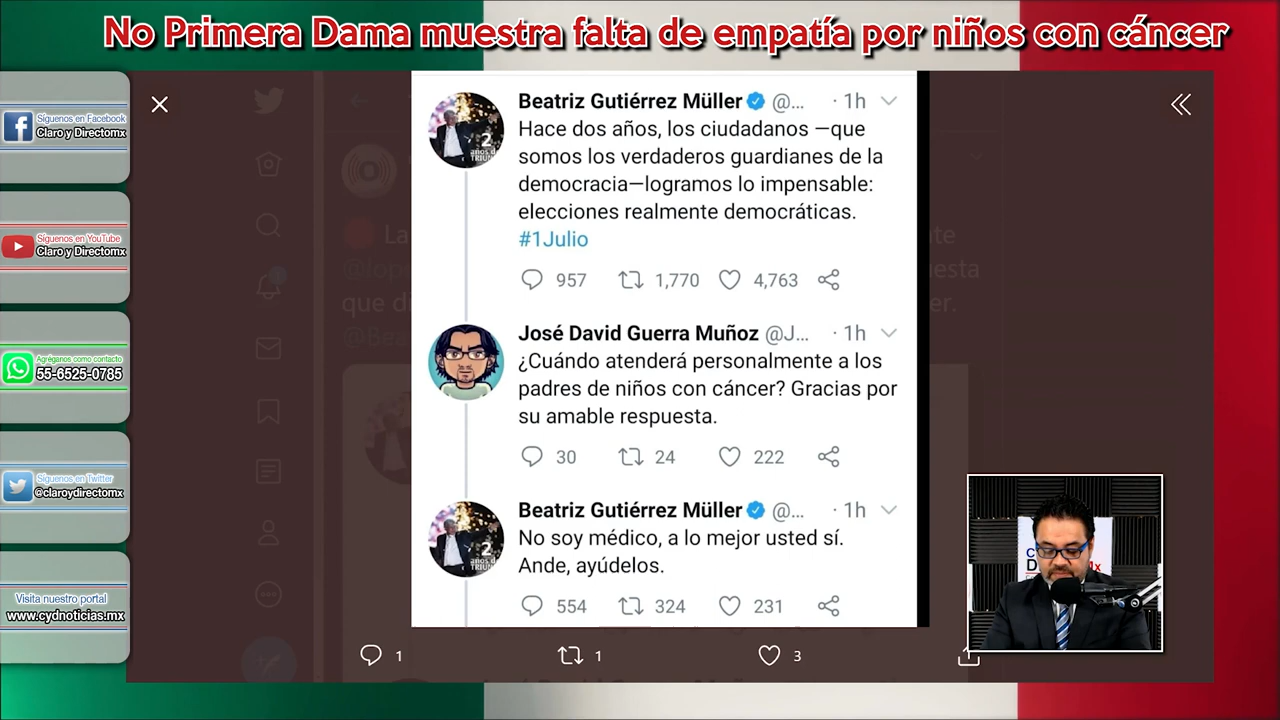 No Primera Dama muestra falta de empatía por niños con cáncer
Síguenos en Facebook
Claro y Directomx
Síguenos en YouTube
Claro y Directomx
Agréganos como contacto
55-6525-0785
Síguenos en Twitter
@claroydirectomx
Visita nuestro portal
www.cydnoticias.mx
Beatriz Gutiérrez Müller @... · 1h
Hace dos años, los ciudadanos —que
somos los verdaderos guardianes de la
democracia—logramos lo impensable:
elecciones realmente democráticas.
#1Julio
957 1,770 4,763
José David Guerra Muñoz @J... · 1h
¿Cuándo atenderá personalmente a los
padres de niños con cáncer? Gracias por
su amable respuesta.
30 24 222
Beatriz Gutiérrez Müller @... · 1h
No soy médico, a lo mejor usted sí.
Ande, ayúdelos.
554 324 231
1 1 3